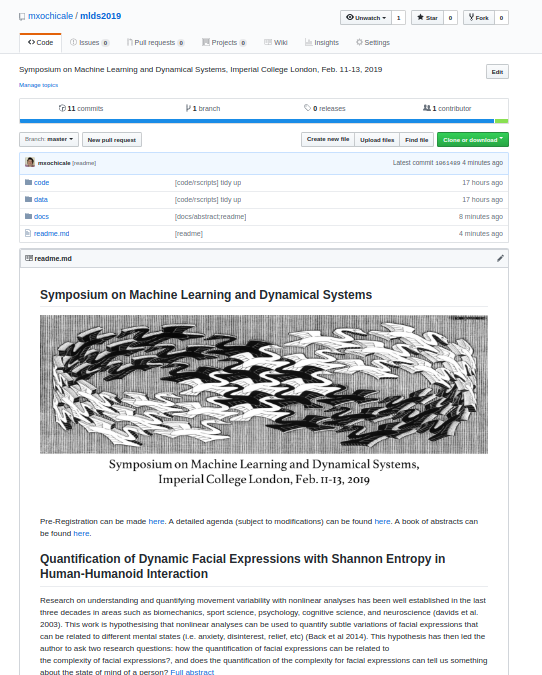 mxochicale / mlds2019
Unwatch 1 Star 0 Fork 0
Code Issues 0 Pull requests 0 Projects 0 Wiki Insights Settings
Symposium on Machine Learning and Dynamical Systems, Imperial College London, Feb. 11-13, 2019
Edit
Manage topics
11 commits 1 branch 0 releases 1 contributor
Branch: master New pull request Create new file Upload files Find file Clone or download
mxochicale [readme] Latest commit 4 minutes ago
code [code/rscripts] tidy up 17 hours ago
data [code/rscripts] tidy up 17 hours ago
docs [docs/abstract;readme] 8 minutes ago
readme.md [readme] 4 minutes ago
readme.md
Symposium on Machine Learning and Dynamical Systems
Symposium on Machine Learning and Dynamical Systems,
Imperial College London, Feb. 11-13, 2019
Pre-Registration can be made here. A detailed agenda (subject to modifications) can be found here. A book of abstracts can
be found here.
Quantification of Dynamic Facial Expressions with Shannon Entropy in
Human-Humanoid Interaction
Research on understanding and quantifying movement variability with nonlinear analyses has been well established in the last
three decades in areas such as biomechanics, sport science, psychology, cognitive science, and neuroscience (davids et al.
2003). This work is hypothesising that nonlinear analyses can be used to quantify subtle variations of facial expressions that
can be related to different mental states (i.e. anxiety, disinterest, relief, etc) (Back et al 2014). This hypothesis has then led the
author to ask two research questions: how the quantification of facial expressions can be related to
the complexity of facial expressions?, and does the quantification of the complexity for facial expressions can tell us something
about the state of mind of a person? Full abstract